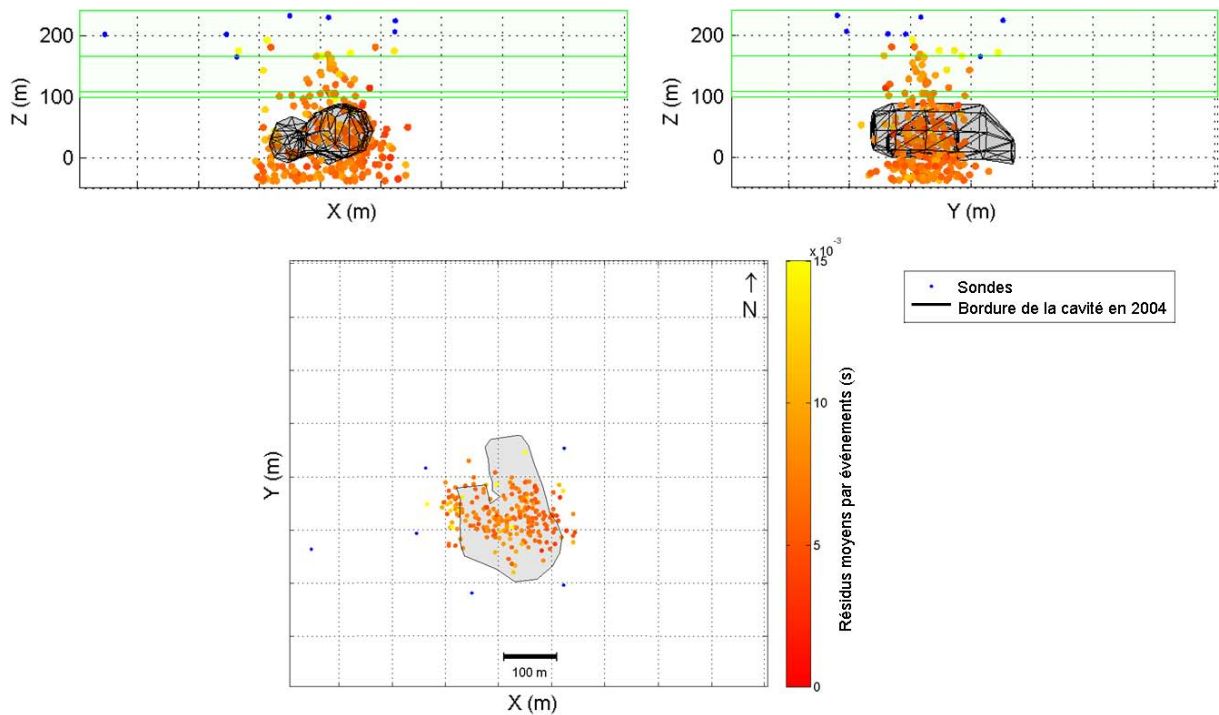 200
100
0
Z (m)
X (m)
200
100
0
Z (m)
Y (m)
N
Y (m)
X (m)
100 m
x 10⁻³
15
10
5
0
Résidus moyens par événements (s)
Sondes
Bordure de la cavité en 2004